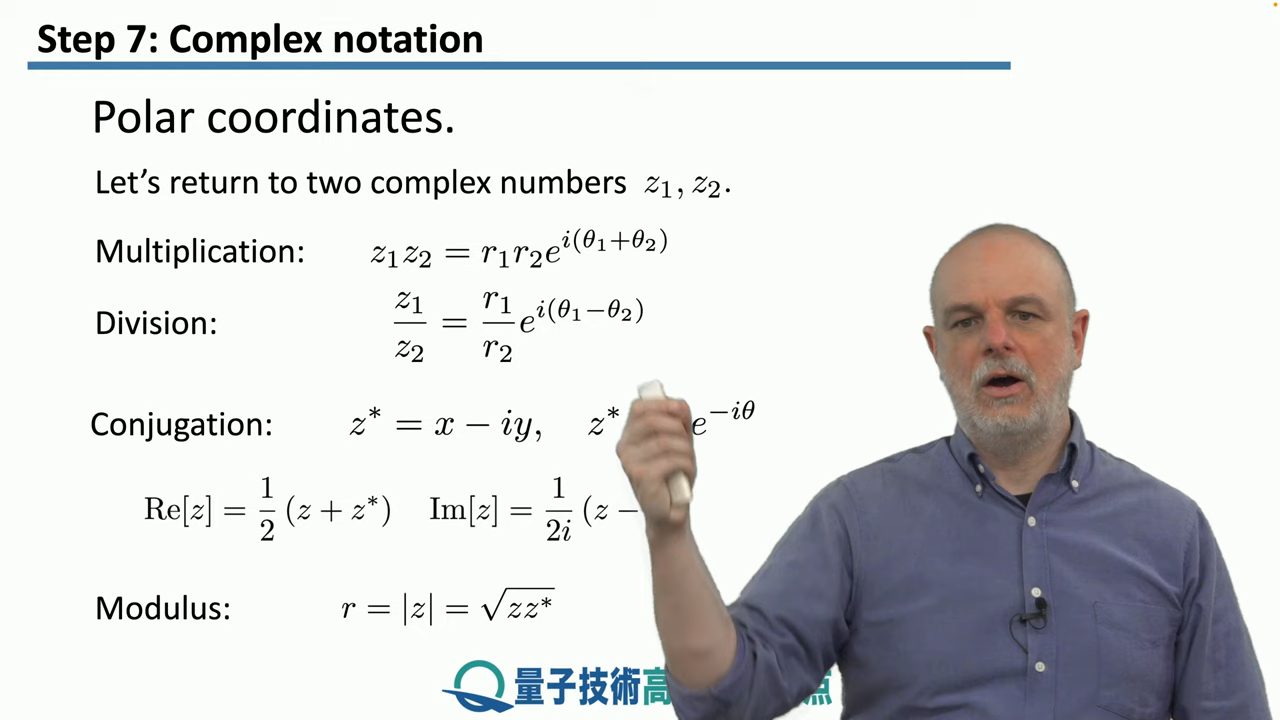 Step 7: Complex notation
Polar coordinates.
Let's return to two complex numbers z₁, z₂.
Multiplication: z₁z₂ = r₁r₂e^{i(θ₁+θ₂)}
Division: z₁/z₂ = r₁/r₂ e^{i(θ₁−θ₂)}
Conjugation: z* = x − iy, z* e^{−iθ}
Re[z] = 1/2 (z + z*) Im[z] = 1/2i (z −
Modulus: r = |z| = √zz*
量子技術高 点